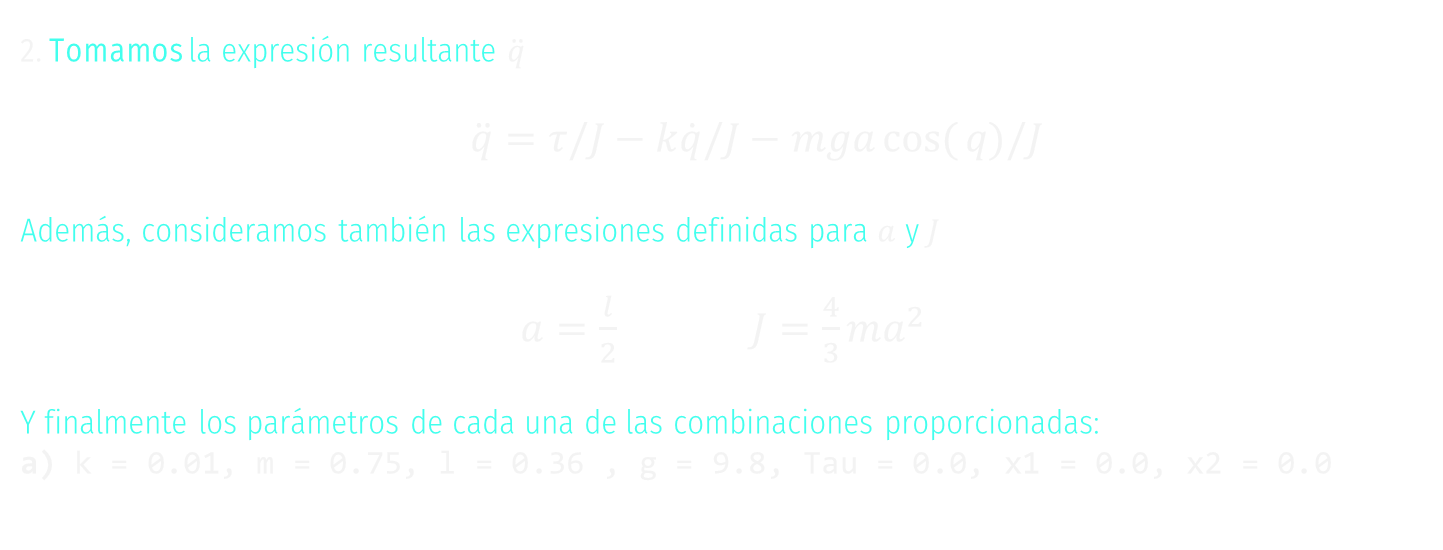 2. Tomamos la expresión resultante q̈
q̈ = τ/J − kq̇/J − mga cos( q)/J
Además, consideramos también las expresiones definidas para a y J
a = l/2 J = 4/3 ma²
Y finalmente los parámetros de cada una de las combinaciones proporcionadas:
a) k = 0.01, m = 0.75, l = 0.36 , g = 9.8, Tau = 0.0, x1 = 0.0, x2 = 0.0